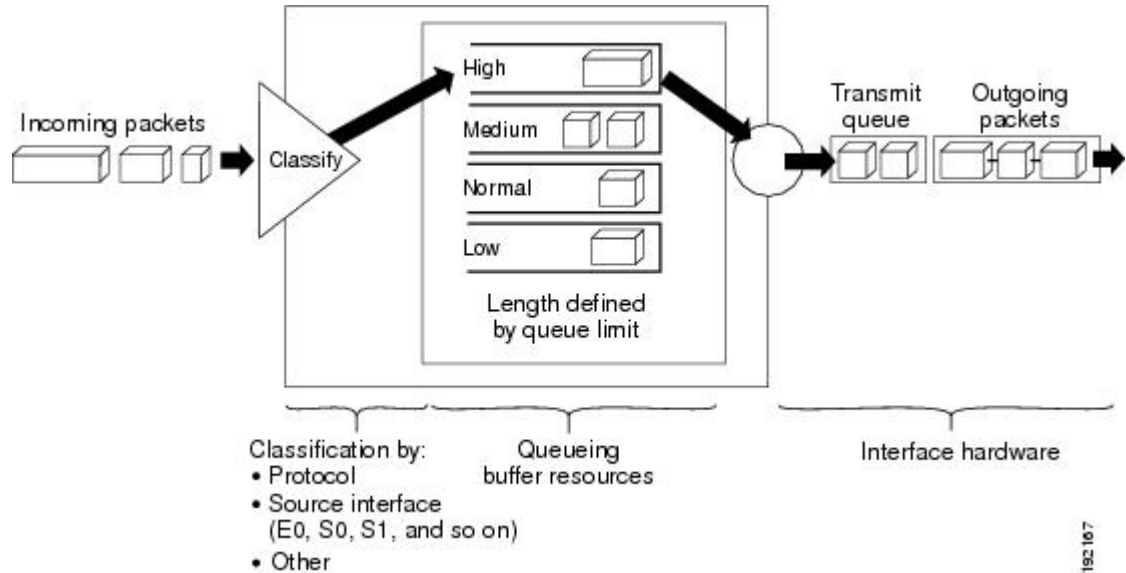 Incoming packets
Classify
High
Medium
Normal
Low
Length defined
by queue limit
Transmit
queue
Outgoing
packets
Classification by:
• Protocol
• Source interface
(E0, S0, S1, and so on)
• Other
Queueing
buffer resources
Interface hardware
192167